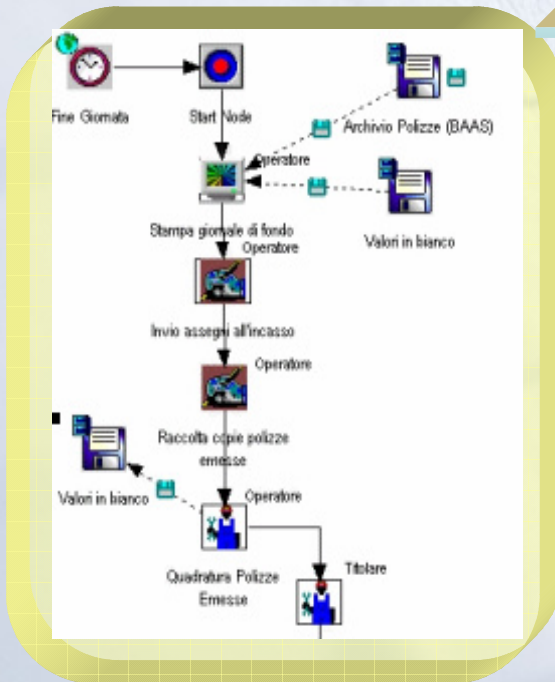 Fine Giornata
Start Node
Archivio Polizze (BAAS)
Operatore
Valori in bianco
Stampa giornale di fondo
Operatore
Invio assegni all'incasso
Operatore
Raccolta copie polizze
emesse
Valori in bianco
Operatore
Quadratura Polizze
Emesse
Titolare